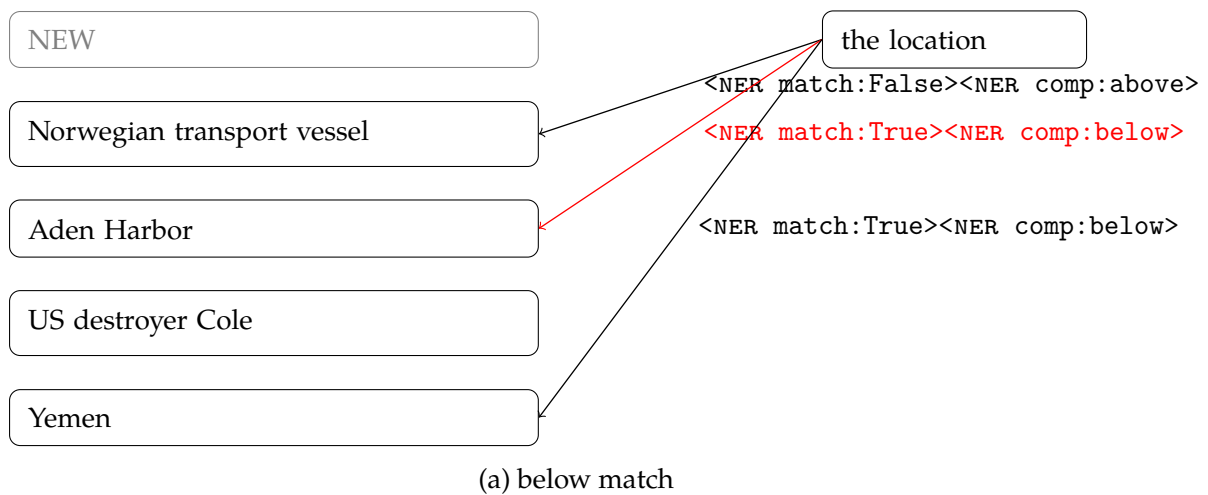 NEW
the location
<NER match:False><NER comp:above>
Norwegian transport vessel
<NER match:True><NER comp:below>
Aden Harbor
<NER match:True><NER comp:below>
US destroyer Cole
Yemen
(a) below match